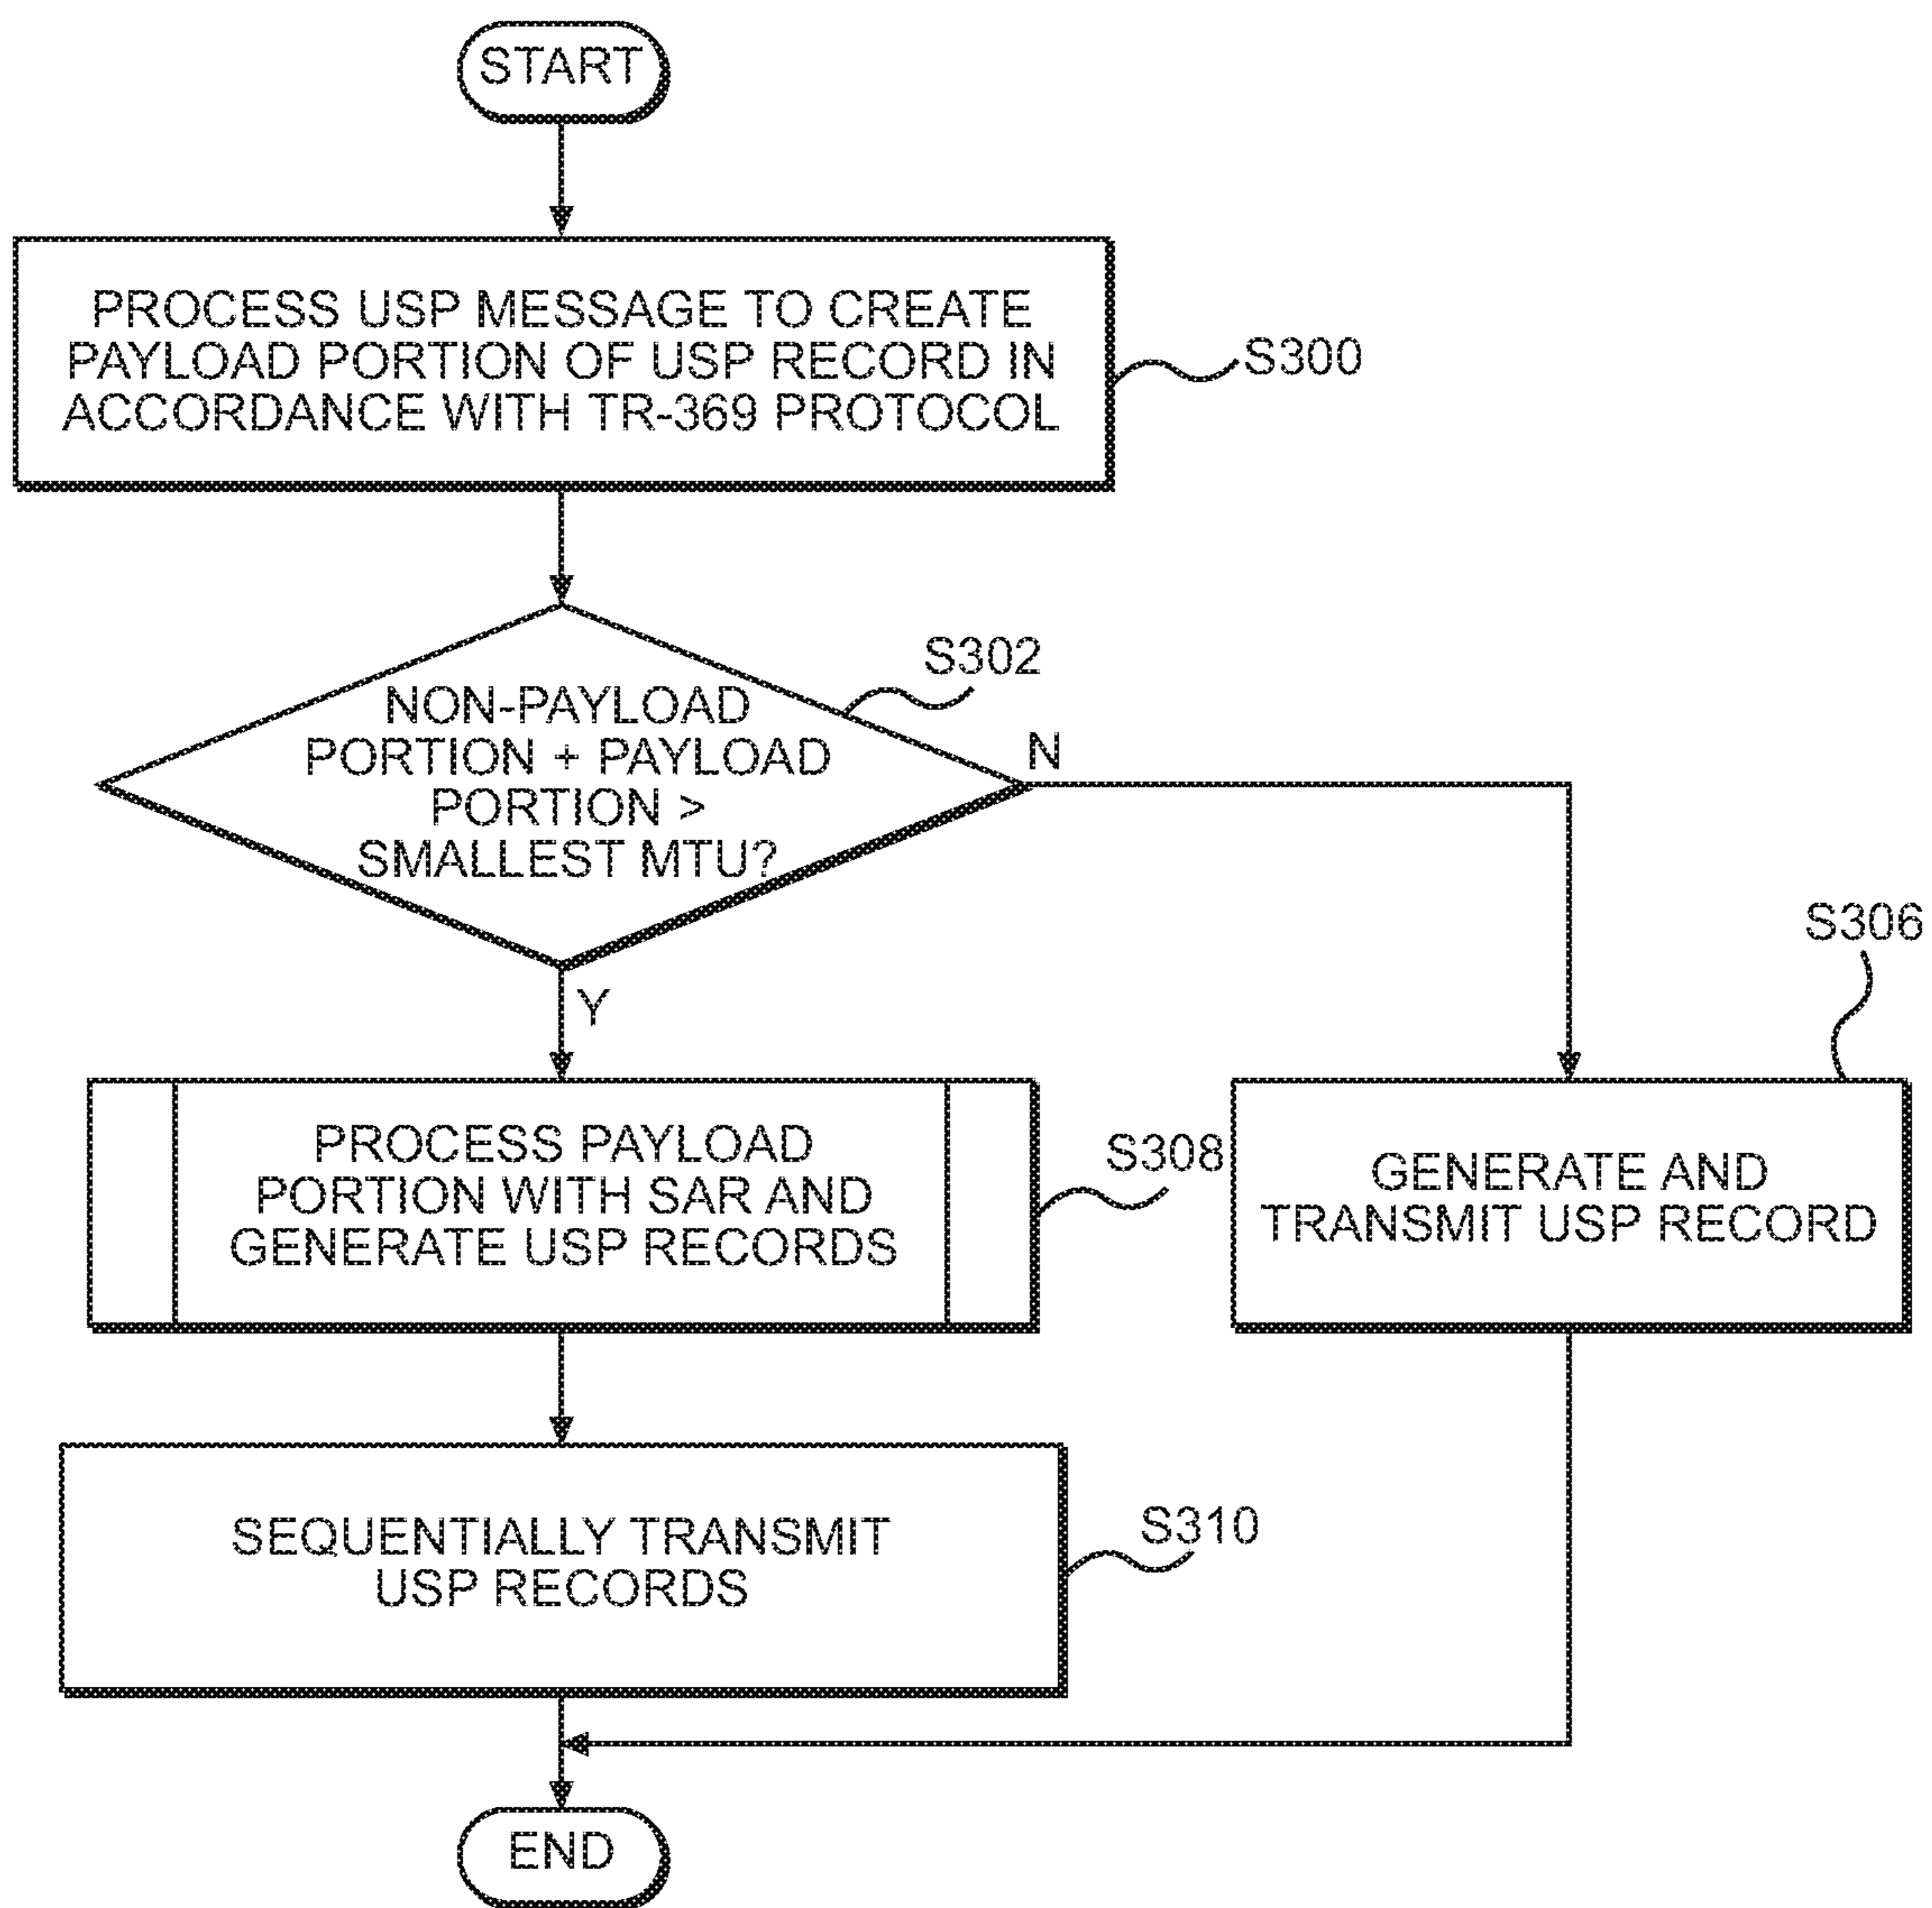 START
PROCESS USP MESSAGE TO CREATE
PAYLOAD PORTION OF USP RECORD IN
ACCORDANCE WITH TR-369 PROTOCOL
S300
S302
NON-PAYLOAD
PORTION + PAYLOAD
PORTION >
SMALLEST MTU?
N
Y
S306
PROCESS PAYLOAD
PORTION WITH SAR AND
GENERATE USP RECORDS
S308
GENERATE AND
TRANSMIT USP RECORD
SEQUENTIALLY TRANSMIT
USP RECORDS
S310
END